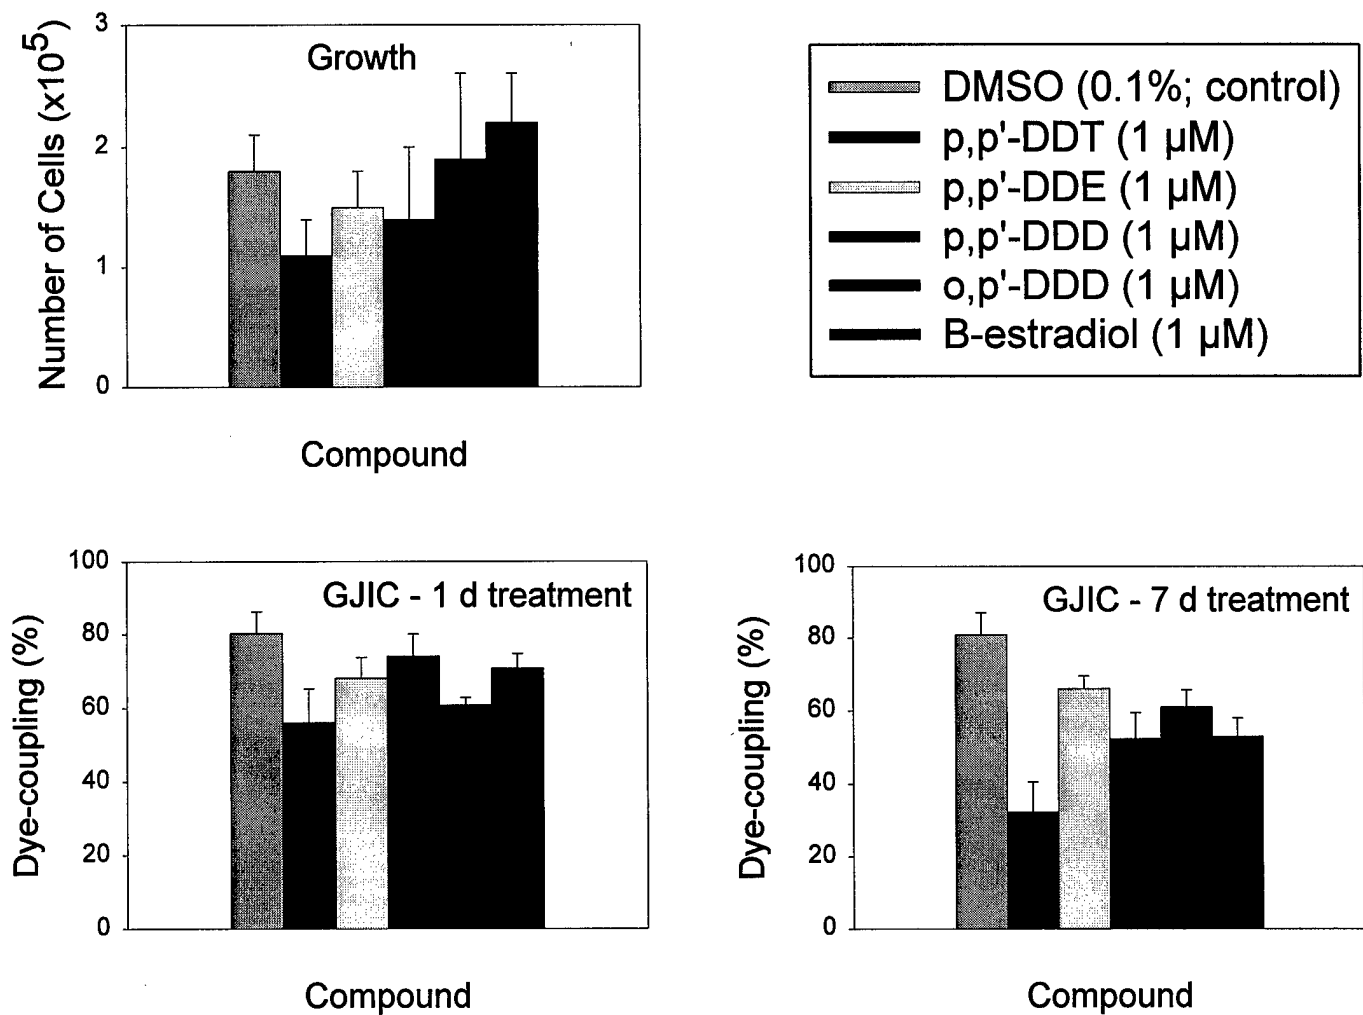 Number of Cells (x10^5)
3
2
1
0
Growth
Compound
DMSO (0.1%; control)
p,p'-DDT (1 µM)
p,p'-DDE (1 µM)
p,p'-DDD (1 µM)
o,p'-DDD (1 µM)
B-estradiol (1 µM)
Dye-coupling (%)
100
80
60
40
20
0
GJIC - 1 d treatment
Compound
Dye-coupling (%)
100
80
60
40
20
0
GJIC - 7 d treatment
Compound